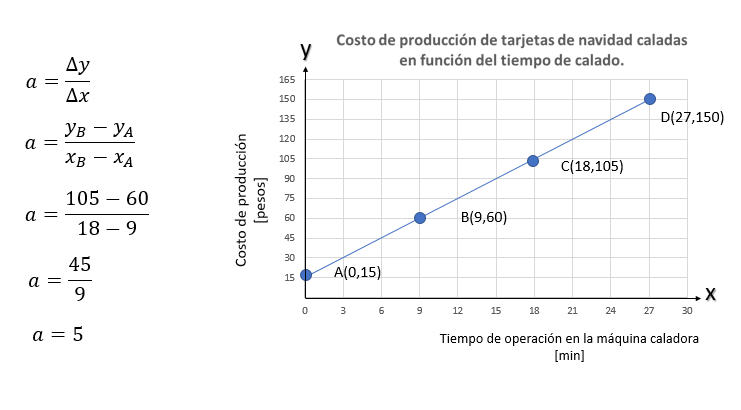 a = Δy / Δx
a = y_B − y_A / x_B − x_A
a = 105 − 60 / 18 − 9
a = 45 / 9
a = 5
y
Costo de producción de tarjetas de navidad caladas
en función del tiempo de calado.
Costo de producción
[pesos]
165
150
135
120
105
90
75
60
45
30
15
D(27,150)
C(18,105)
B(9,60)
A(0,15)
x
0 3 6 9 12 15 18 21 24 27 30
Tiempo de operación en la máquina caladora
[min]